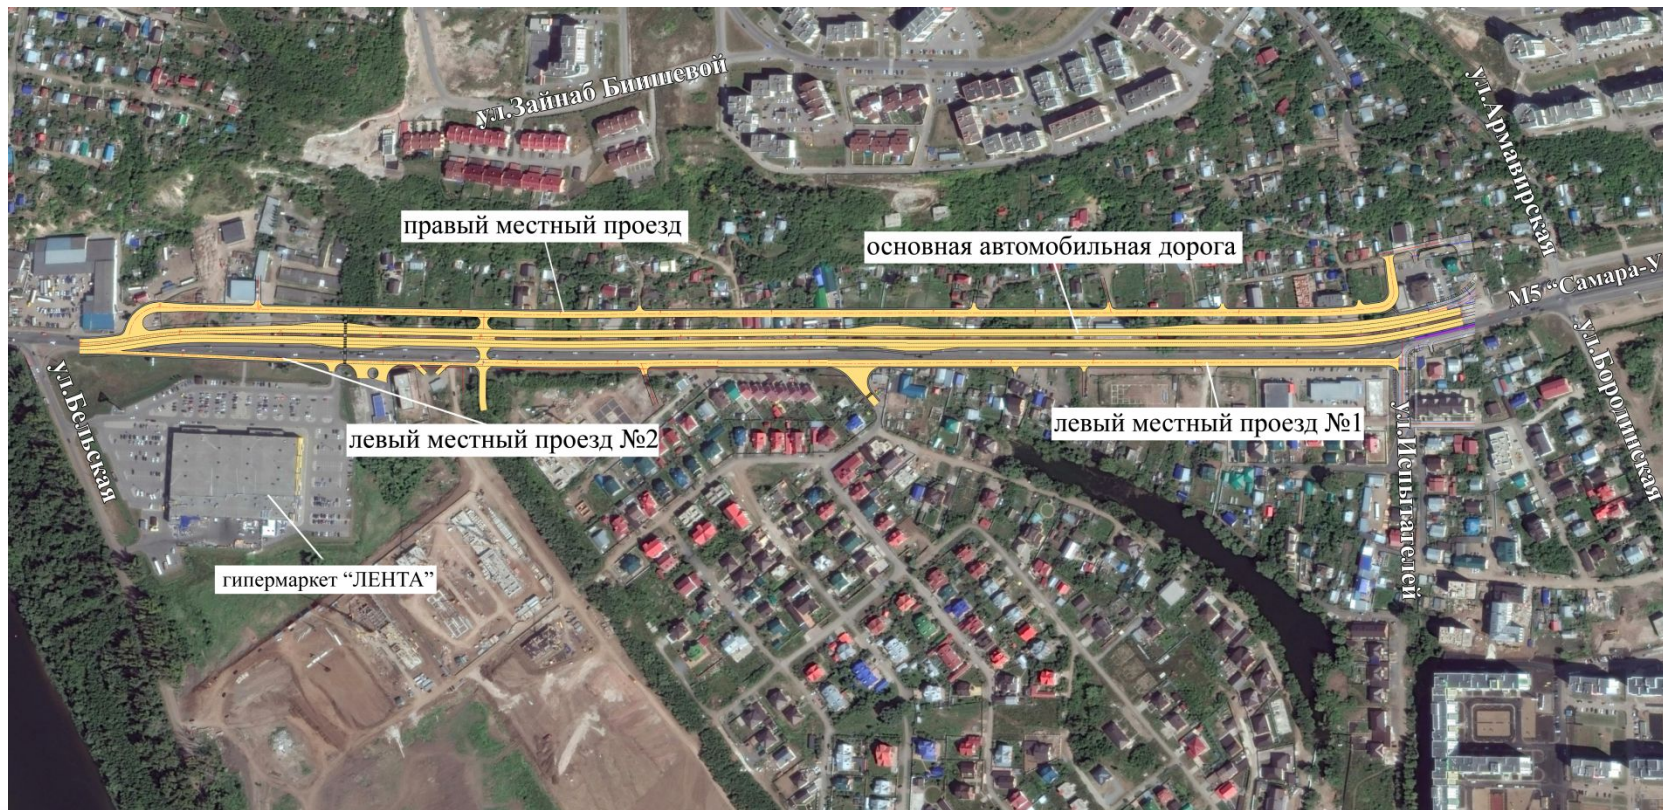 ул.Зайнаб Биишевой
ул.Армавирская
правый местный проезд
основная автомобильная дорога
М5 “Самара-У
ул.Бельская
ул.Бородинская
левый местный проезд №2
левый местный проезд №1
ул.Испытателей
гипермаркет “ЛЕНТА”